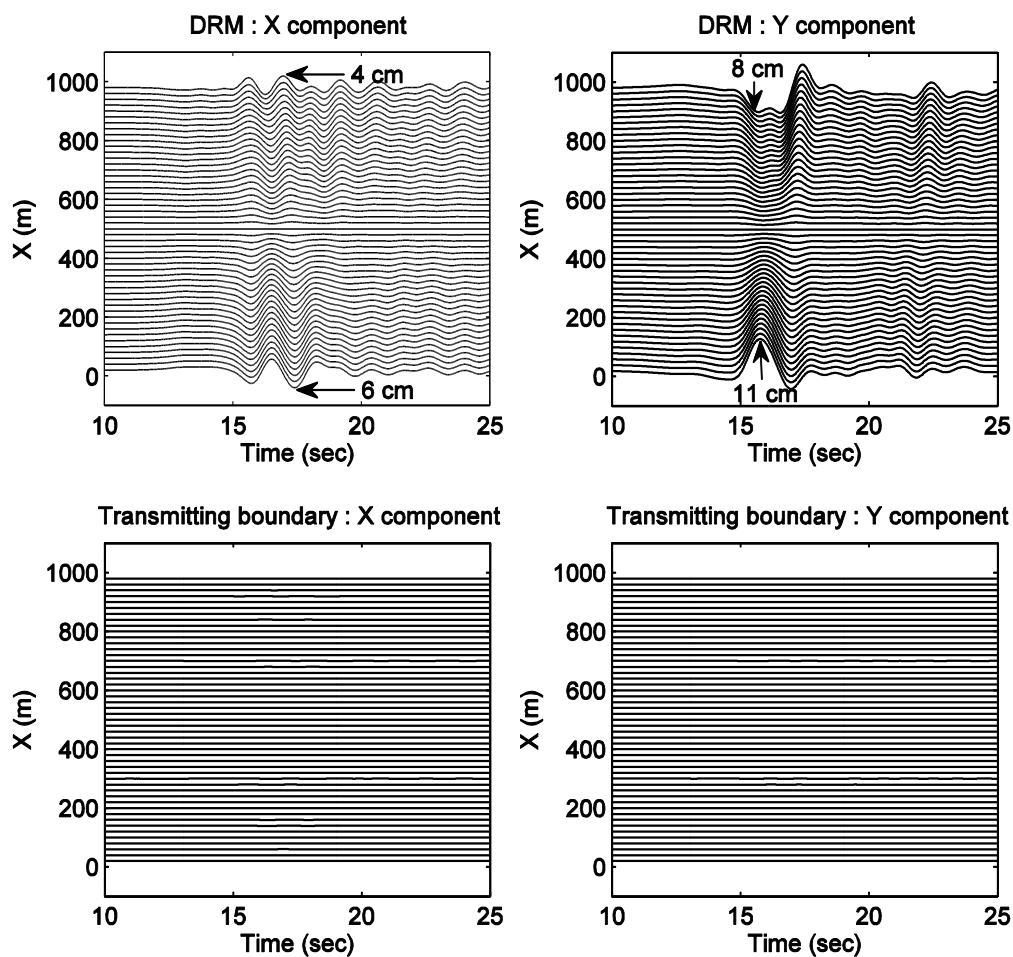 DRM : X component
1000
800
600
400
200
0
X (m)
4 cm
6 cm
10 15 20 25
Time (sec)
DRM : Y component
1000
800
600
400
200
0
X (m)
8 cm
11 cm
10 15 20 25
Time (sec)
Transmitting boundary : X component
1000
800
600
400
200
0
X (m)
10 15 20 25
Time (sec)
Transmitting boundary : Y component
1000
800
600
400
200
0
X (m)
10 15 20 25
Time (sec)